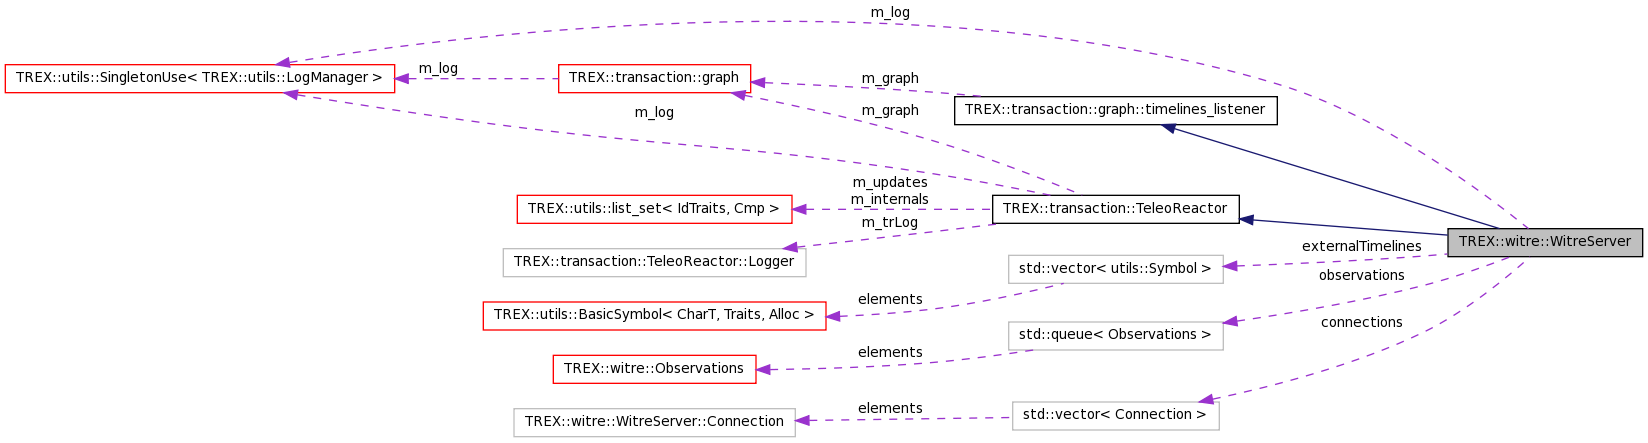 m_log
TREX::utils::SingletonUse< TREX::utils::LogManager >
m_log
TREX::transaction::graph
m_graph
TREX::transaction::graph::timelines_listener
m_log
m_graph
m_updates
m_internals
TREX::utils::list_set< IdTraits, Cmp >
TREX::transaction::TeleoReactor
m_trLog
TREX::transaction::TeleoReactor::Logger
TREX::witre::WitreServer
externalTimelines
std::vector< utils::Symbol >
observations
elements
TREX::utils::BasicSymbol< CharT, Traits, Alloc >
connections
std::queue< Observations >
elements
TREX::witre::Observations
elements
std::vector< Connection >
TREX::witre::WitreServer::Connection